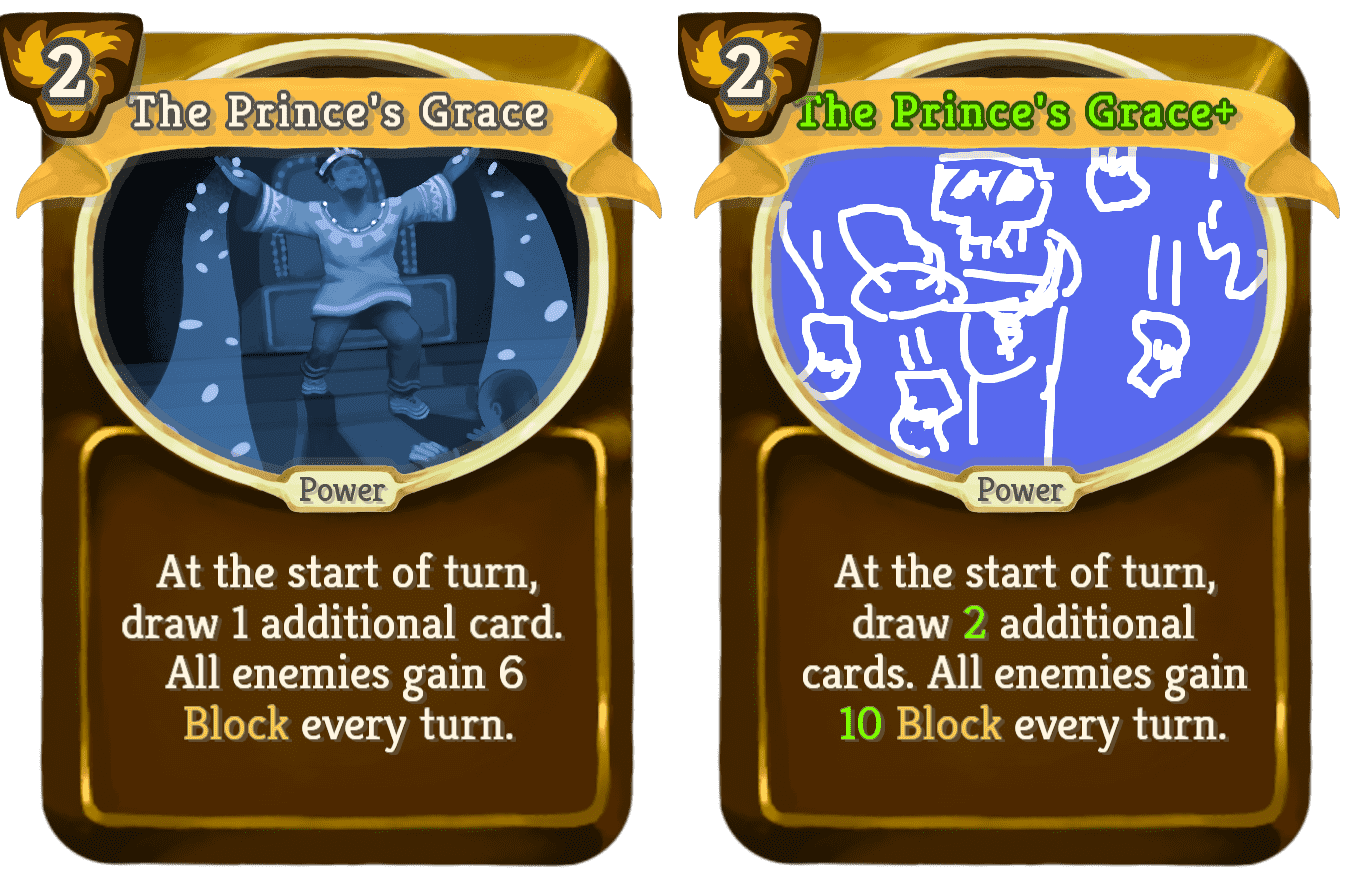 2
The Prince's Grace
Power
At the start of turn,
draw 1 additional card.
All enemies gain 6
Block every turn.
2
The Prince's Grace+
Power
At the start of turn,
draw 2 additional
cards. All enemies gain
10 Block every turn.